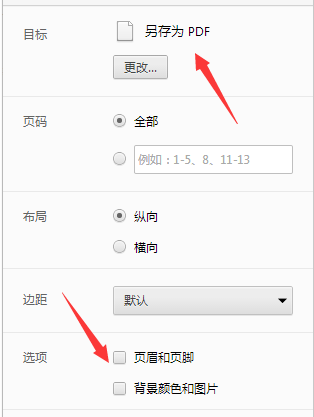 目标 另存为 PDF
更改...
页码 全部
例如：1-5、8、11-13
布局 纵向
横向
边距 默认
选项 页眉和页脚
背景颜色和图片